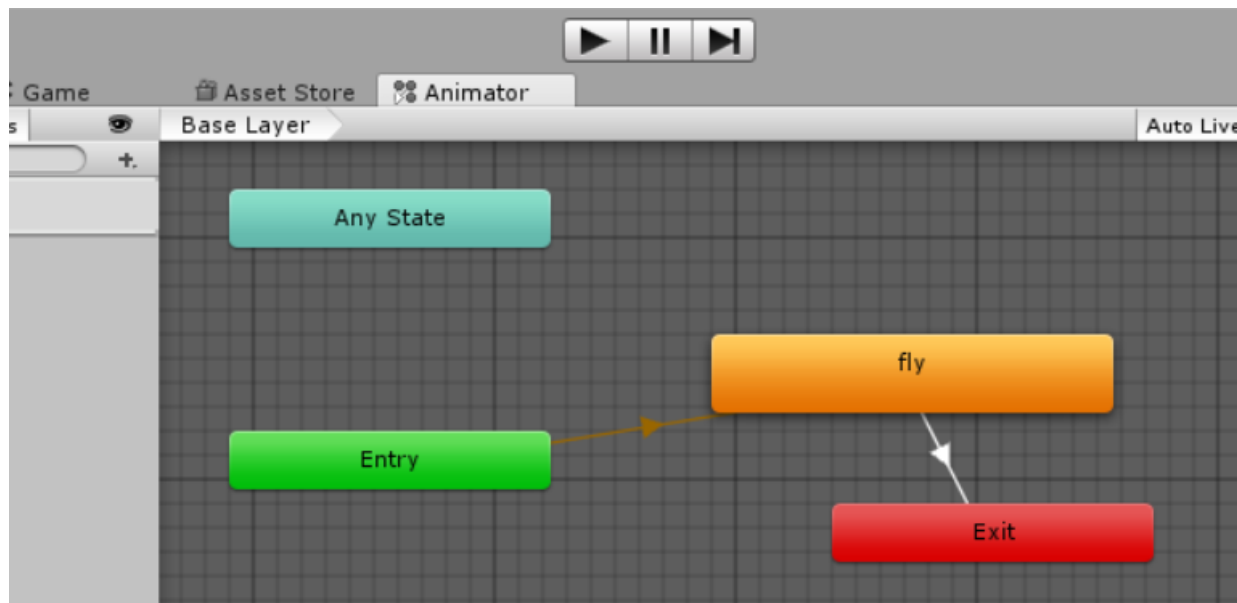 Game
Asset Store
Animator
s
Base Layer
Auto Live
Any State
fly
Entry
Exit